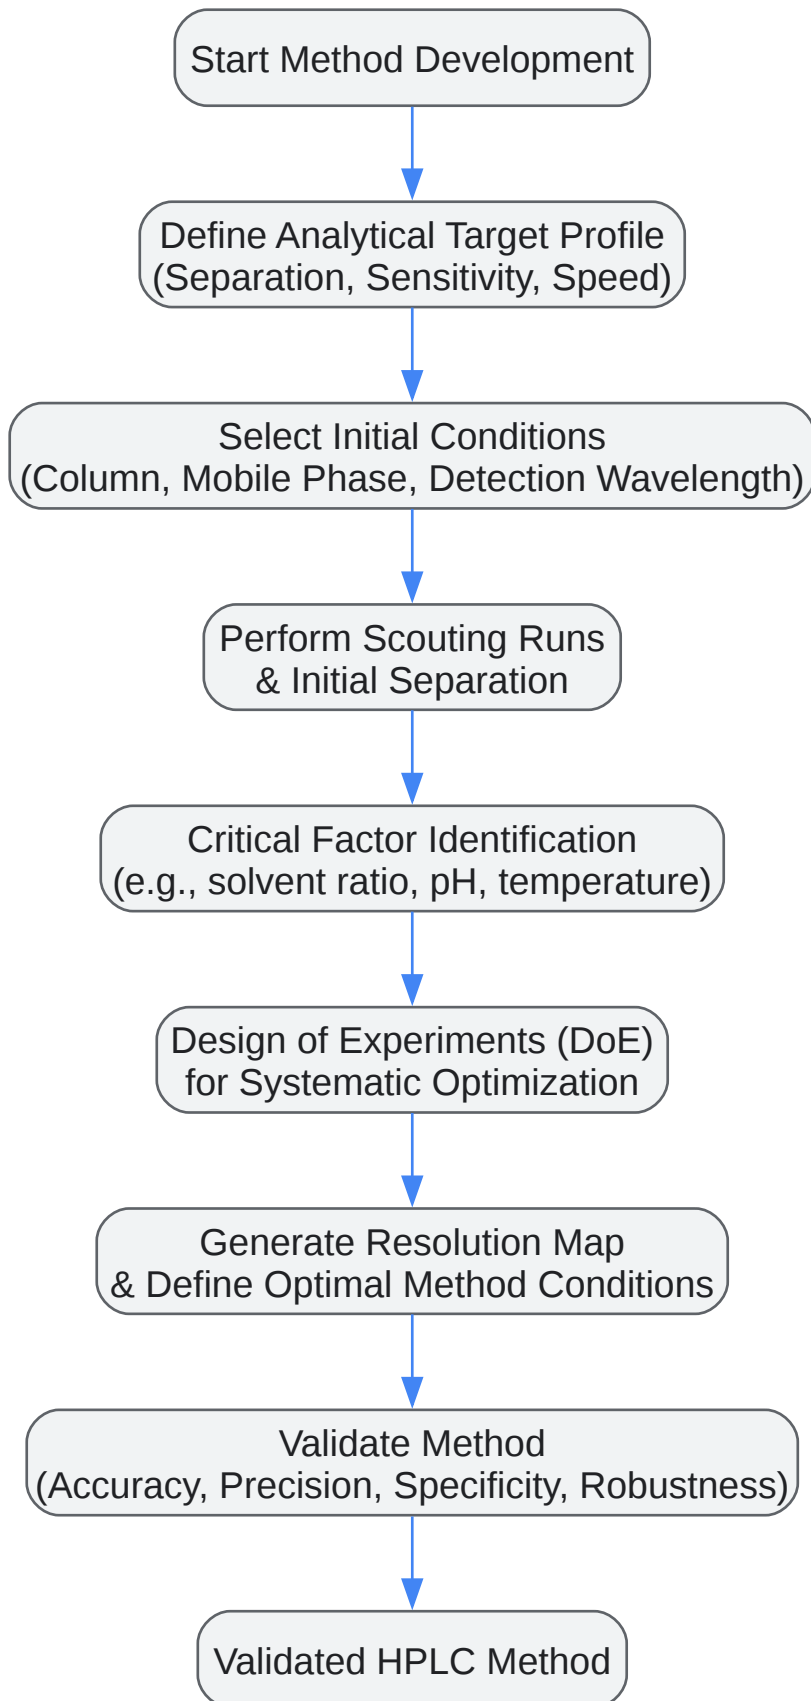 Start Method Development
Define Analytical Target Profile
(Separation, Sensitivity, Speed)
Select Initial Conditions
(Column, Mobile Phase, Detection Wavelength)
Perform Scouting Runs
& Initial Separation
Critical Factor Identification
(e.g., solvent ratio, pH, temperature)
Design of Experiments (DoE)
for Systematic Optimization
Generate Resolution Map
& Define Optimal Method Conditions
Validate Method
(Accuracy, Precision, Specificity, Robustness)
Validated HPLC Method